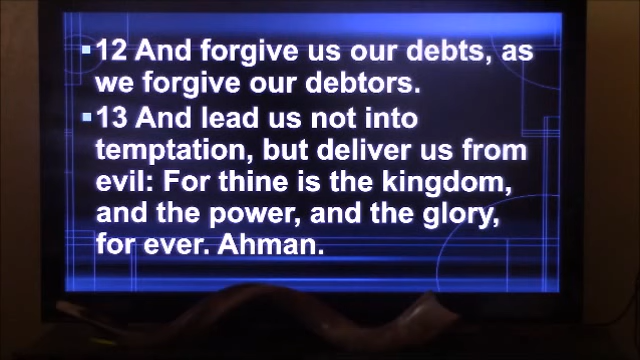 ▪12 And forgive us our debts, as
we forgive our debtors.
▪13 And lead us not into
temptation, but deliver us from
evil: For thine is the kingdom,
and the power, and the glory,
for ever. Ahman.